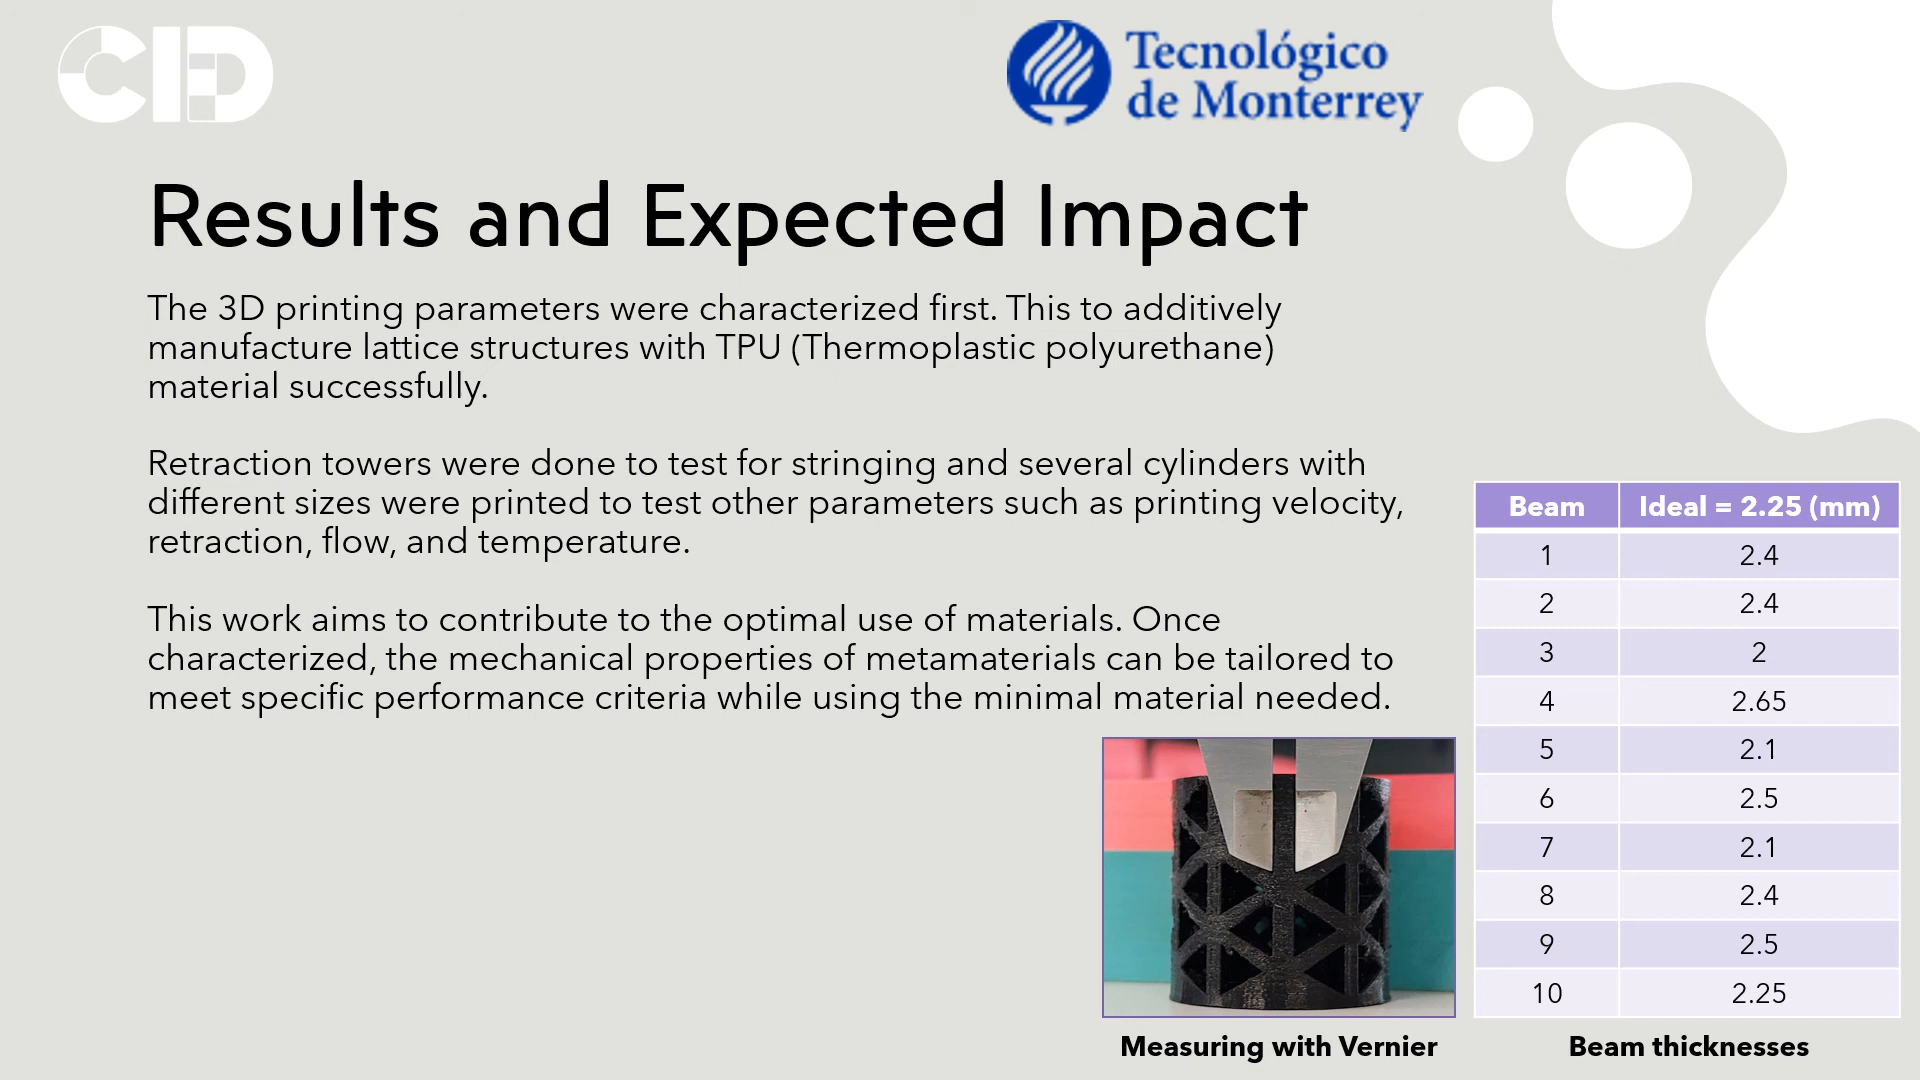 CID
Tecnológico
de Monterrey
Results and Expected Impact
The 3D printing parameters were characterized first. This to additively
manufacture lattice structures with TPU (Thermoplastic polyurethane)
material successfully.
Retraction towers were done to test for stringing and several cylinders with
different sizes were printed to test other parameters such as printing velocity,
retraction, flow, and temperature.
This work aims to contribute to the optimal use of materials. Once
characterized, the mechanical properties of metamaterials can be tailored to
meet specific performance criteria while using the minimal material needed.
Beam Ideal = 2.25 (mm)
1 2.4
2 2.4
3 2
4 2.65
5 2.1
6 2.5
7 2.1
8 2.4
9 2.5
10 2.25
Measuring with Vernier
Beam thicknesses